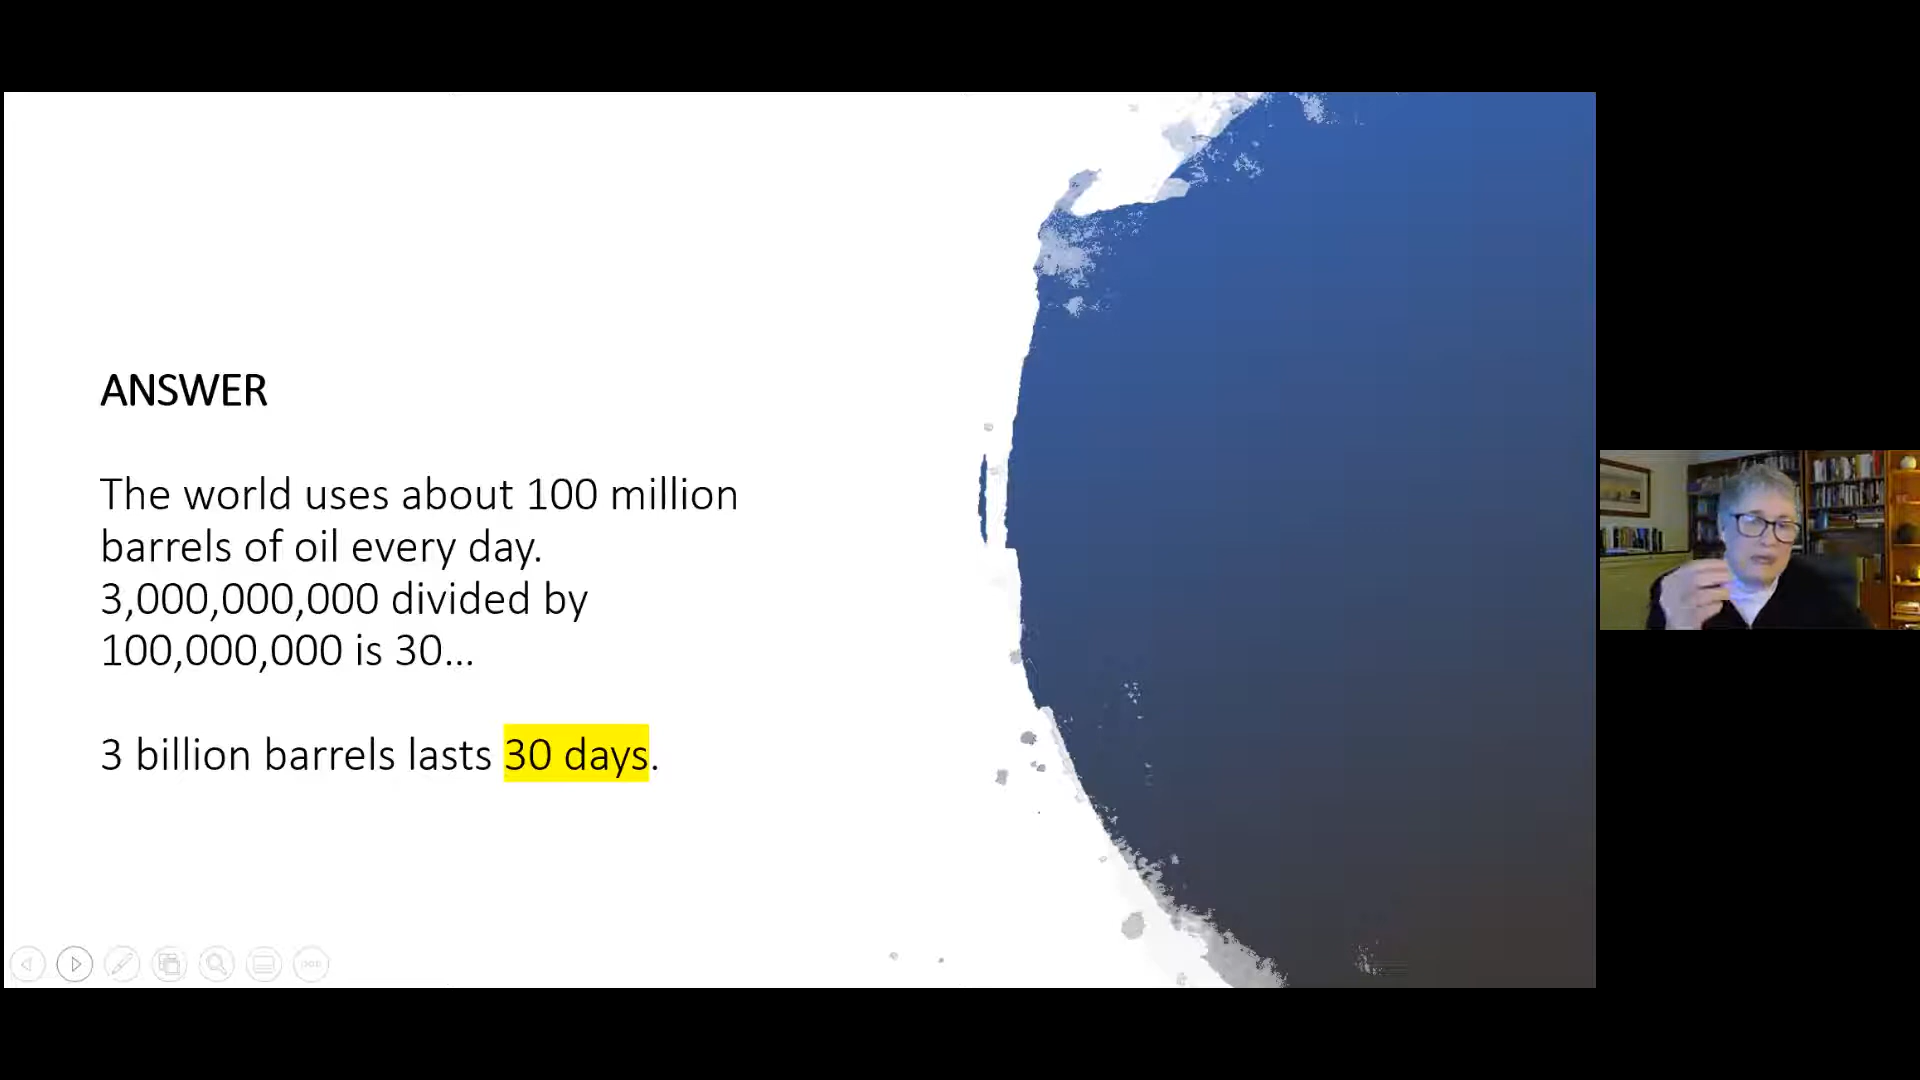 ANSWER
The world uses about 100 million
barrels of oil every day.
3,000,000,000 divided by
100,000,000 is 30...
3 billion barrels lasts 30 days.